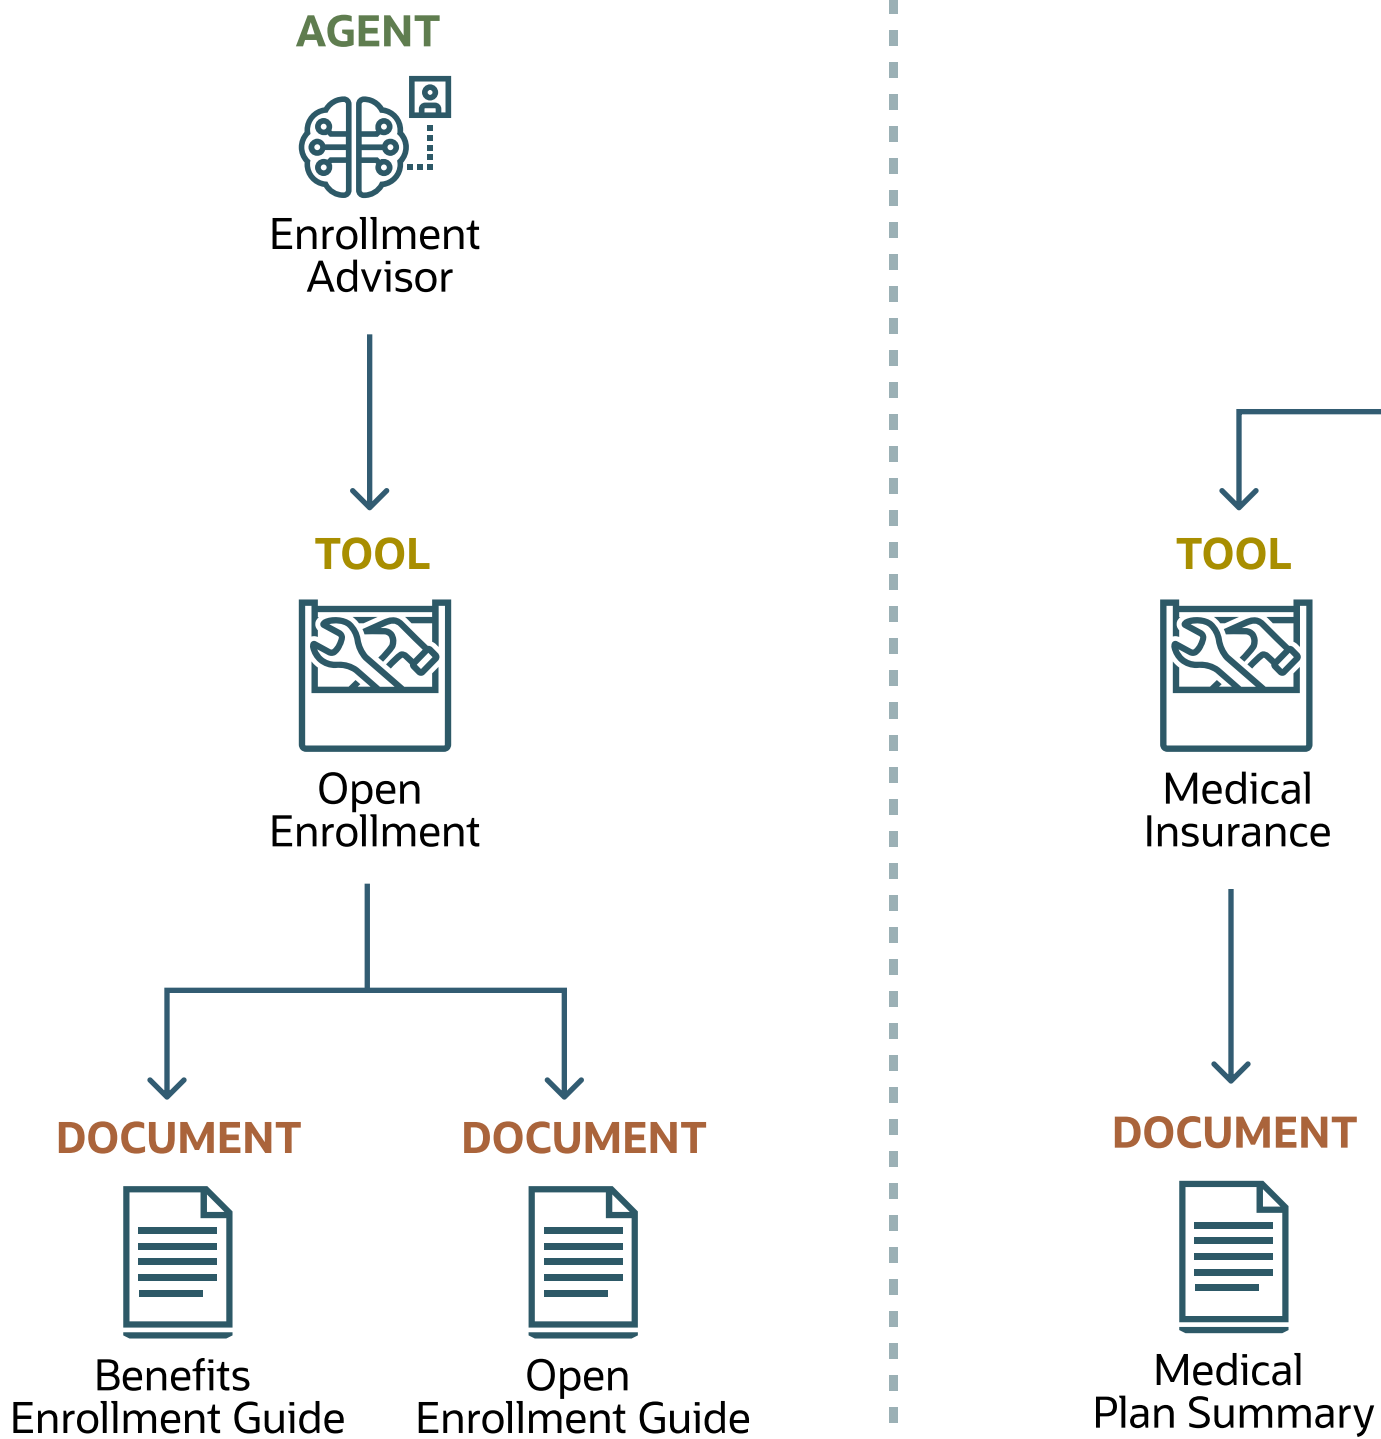 AGENT
Enrollment
Advisor
TOOL
Open
Enrollment
DOCUMENT
Benefits
Enrollment Guide
DOCUMENT
Open
Enrollment Guide
TOOL
Medical
Insurance
DOCUMENT
Medical
Plan Summary